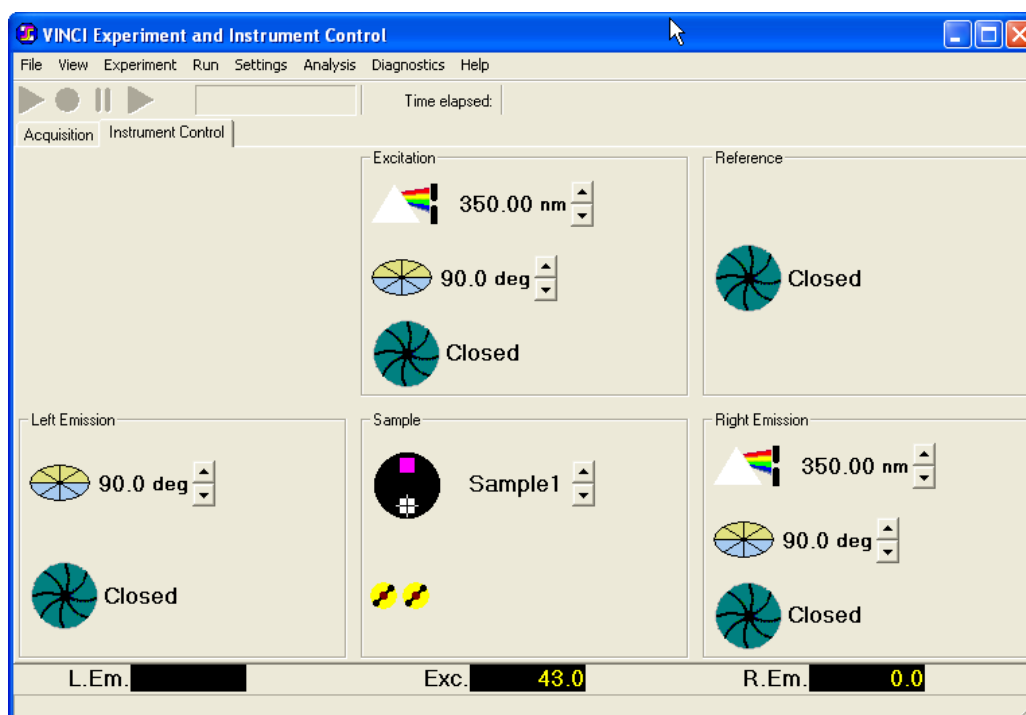 VINCI Experiment and Instrument Control
File View Experiment Run Settings Analysis Diagnostics Help
Time elapsed:
Acquisition Instrument Control
Excitation
350.00 nm
90.0 deg
Closed
Reference
Closed
Left Emission
90.0 deg
Closed
Sample
Sample1
Right Emission
350.00 nm
90.0 deg
Closed
L.Em. Exc. 43.0 R.Em. 0.0